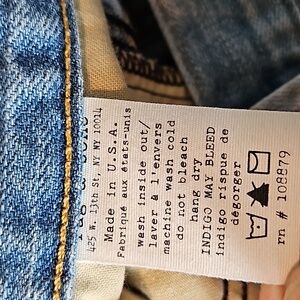 425 W. 13th St. NY NY 10014
Made in U.S.A.
Fabriqué aux états-unis
wash inside out/
laver à l'envers
machine wash cold
do not bleach
hang dry
INDIGO MAY BLEED
indigo risque de
dégorger
rn # 108879